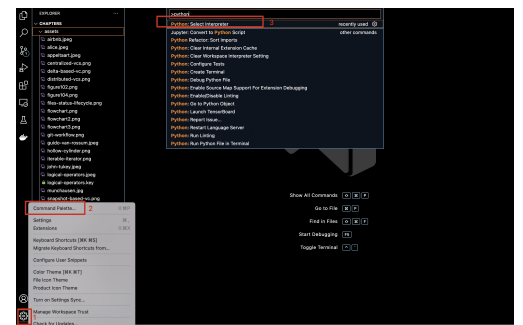 EXPLORER
CHAPTERS
assets
airbnb.jpeg
alice.jpeg
appeltaart.jpeg
centralized-vcs.png
delta-based-vc.png
distributed-vcs.png
figure102.png
figure104.png
files-status-lifecycle.png
flowchart.png
flowchart2.png
flowchart3.png
git-workflow.png
guido-van-rossum.jpeg
hollow-cylinder.png
iterable-iterator.png
john-tukey.jpeg
logical-operators.jpeg
logical-operators.key
munchausen.jpg
snapshot-based-vc.png
Command Palette... 2 ⇧⌘P
Settings ⌘,
Extensions ⇧⌘X
Keyboard Shortcuts [⌘K ⌘S]
Migrate Keyboard Shortcuts from...
Configure User Snippets
Color Theme [⌘K ⌘T]
File Icon Theme
Product Icon Theme
Turn on Settings Sync...
Manage Workspace Trust
Check for Updates...
1
>python
Python: Select Interpreter 3 recently used
Jupyter: Convert to Python Script other commands
Python Refactor: Sort Imports
Python: Clear Internal Extension Cache
Python: Clear Workspace Interpreter Setting
Python: Configure Tests
Python: Create Terminal
Python: Debug Python File
Python: Enable Source Map Support For Extension Debugging
Python: Enable/Disable Linting
Python: Go to Python Object
Python: Launch TensorBoard
Python: Report Issue...
Python: Restart Language Server
Python: Run Linting
Python: Run Python File in Terminal
Show All Commands ⇧ ⌘ P
Go to File ⌘ P
Find in Files ⇧ ⌘ F
Start Debugging F5
Toggle Terminal ⌃ `